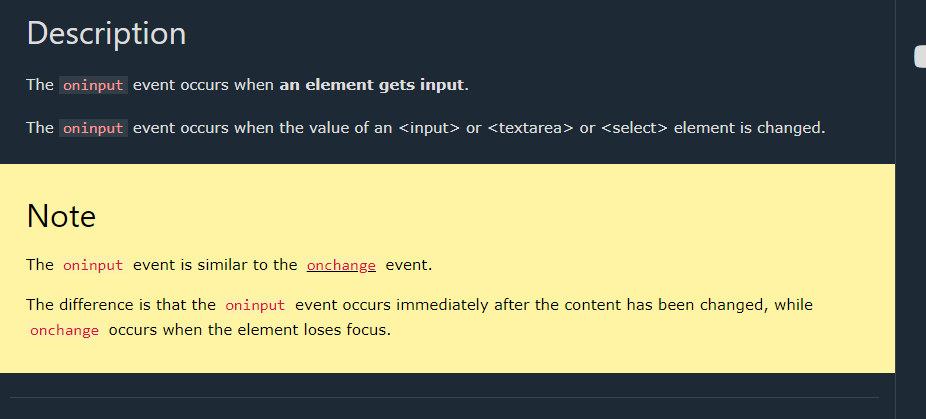 Description
The oninput event occurs when an element gets input.
The oninput event occurs when the value of an <input> or <textarea> or <select> element is changed.
Note
The oninput event is similar to the onchange event.
The difference is that the oninput event occurs immediately after the content has been changed, while
onchange occurs when the element loses focus.